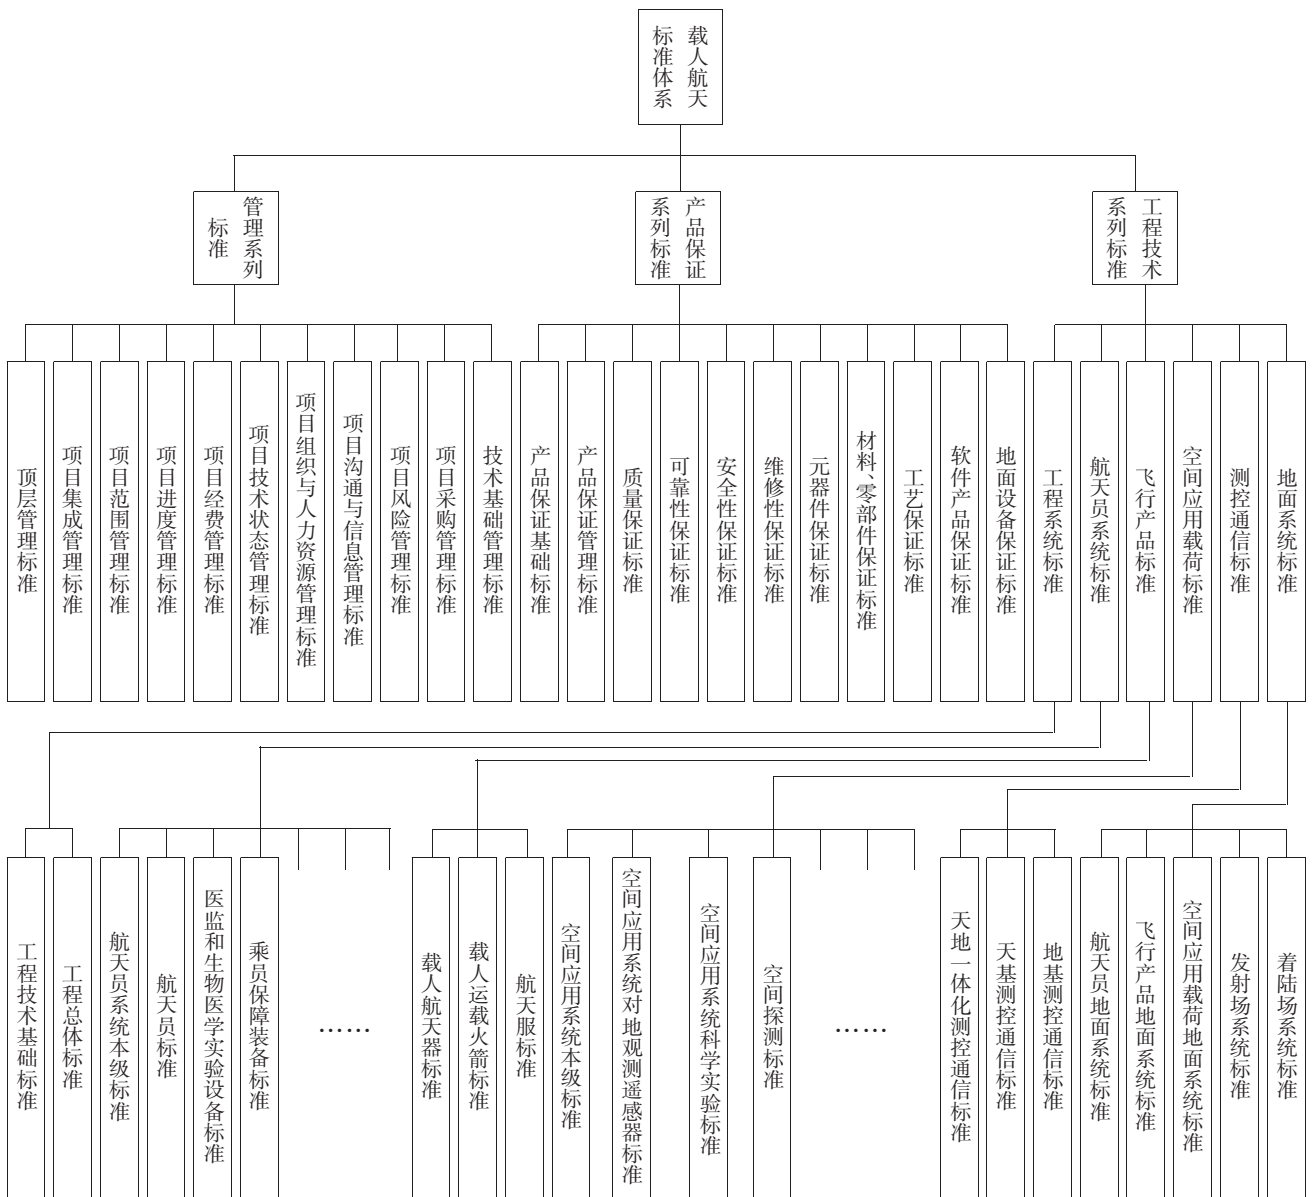 载人航天
标准体系
管理系列
标准
产品保证
系列标准
工程技术
系列标准
顶层管理标准
项目集成管理标准
项目范围管理标准
项目进度管理标准
项目经费管理标准
项目技术状态管理标准
项目组织与人力资源管理标准
项目沟通与信息管理标准
项目风险管理标准
项目采购管理标准
技术基础管理标准
产品保证基础标准
产品保证管理标准
质量保证标准
可靠性保证标准
安全性保证标准
维修性保证标准
元器件保证标准
材料、零部件保证标准
工艺保证标准
软件产品保证标准
地面设备保证标准
工程系统标准
航天员系统标准
飞行产品标准
空间应用载荷标准
测控通信标准
地面系统标准
工程技术基础标准
工程总体标准
航天员系统本级标准
航天员标准
医监和生物医学实验设备标准
乘员保障装备标准
……
载人航天器标准
载人运载火箭标准
航天服标准
空间应用系统本级标准
空间应用系统对地观测遥感器标准
空间应用系统科学实验标准
空间探测标准
……
天地一体化测控通信标准
天基测控通信标准
地基测控通信标准
航天员地面系统标准
飞行产品地面系统标准
空间应用载荷地面系统标准
发射场系统标准
着陆场系统标准